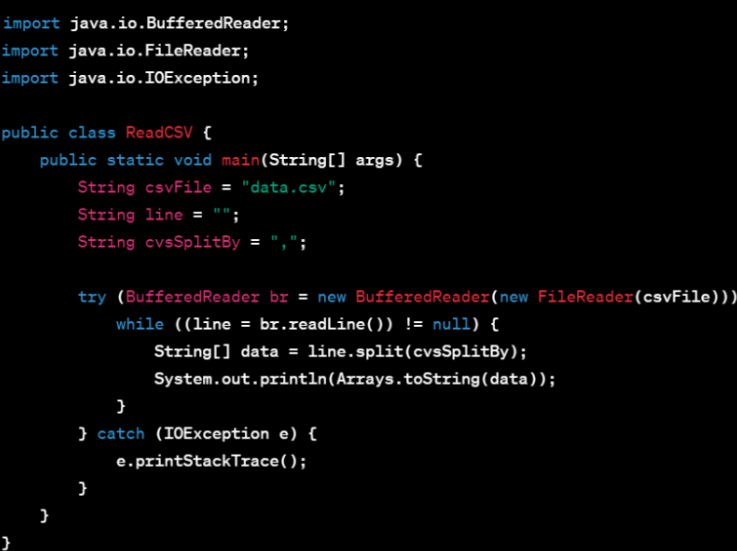 import java.io.BufferedReader;
import java.io.FileReader;
import java.io.IOException;

public class ReadCSV {
    public static void main(String[] args) {
        String csvFile = "data.csv";
        String line = "";
        String cvsSplitBy = ",";

        try (BufferedReader br = new BufferedReader(new FileReader(csvFile)))
            while ((line = br.readLine()) != null) {
                String[] data = line.split(cvsSplitBy);
                System.out.println(Arrays.toString(data));
            }
        } catch (IOException e) {
            e.printStackTrace();
        }
    }
}